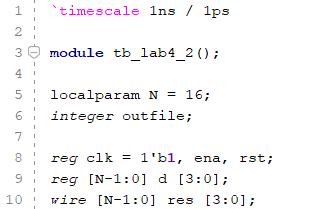 1 `timescale 1ns / 1ps
2
3 module tb_lab4_2();
4
5 localparam N = 16;
6 integer outfile;
7
8 reg clk = 1'b1, ena, rst;
9 reg [N-1:0] d [3:0];
10 wire [N-1:0] res [3:0];